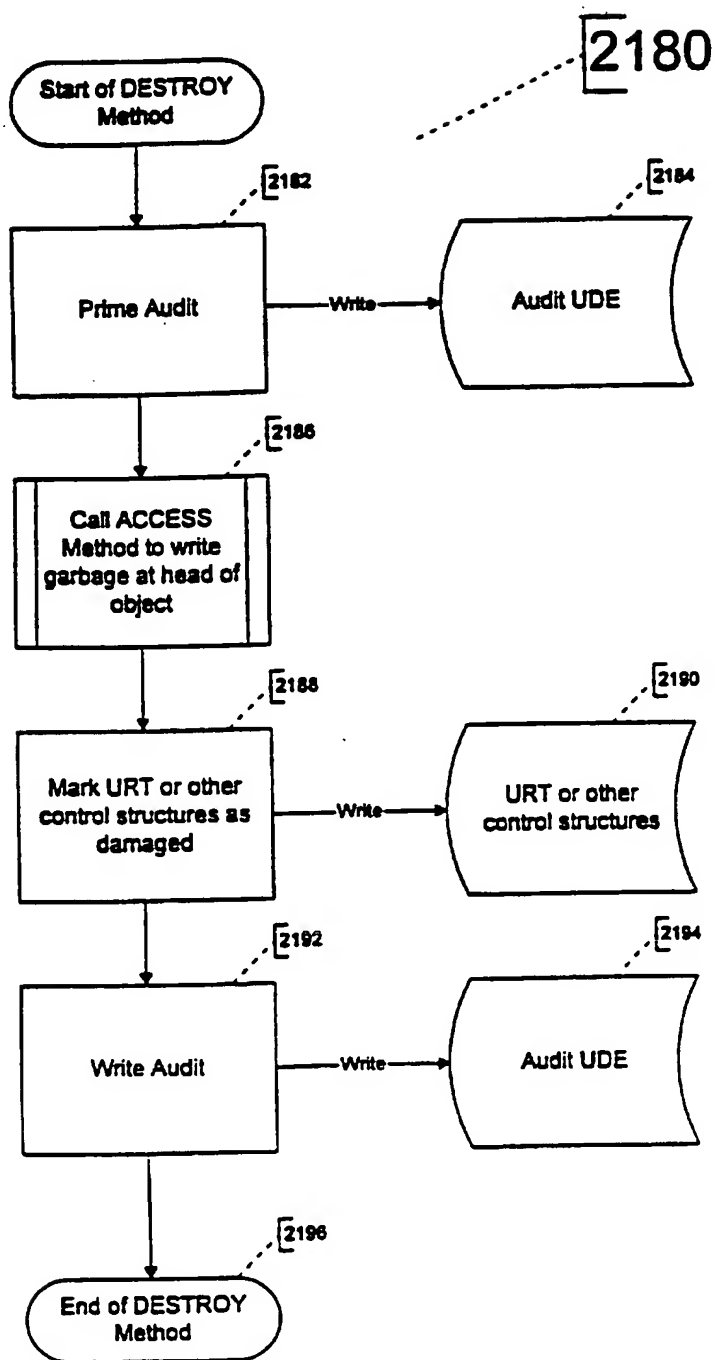 2180
Start of DESTROY
Method
2182
2184
Prime Audit
Write
Audit UDE
2186
Call ACCESS
Method to write
garbage at head of
object
2188
2190
Mark URT or other
control structures as
damaged
Write
URT or other
control structures
2192
2194
Write Audit
Write
Audit UDE
2196
End of DESTROY
Method